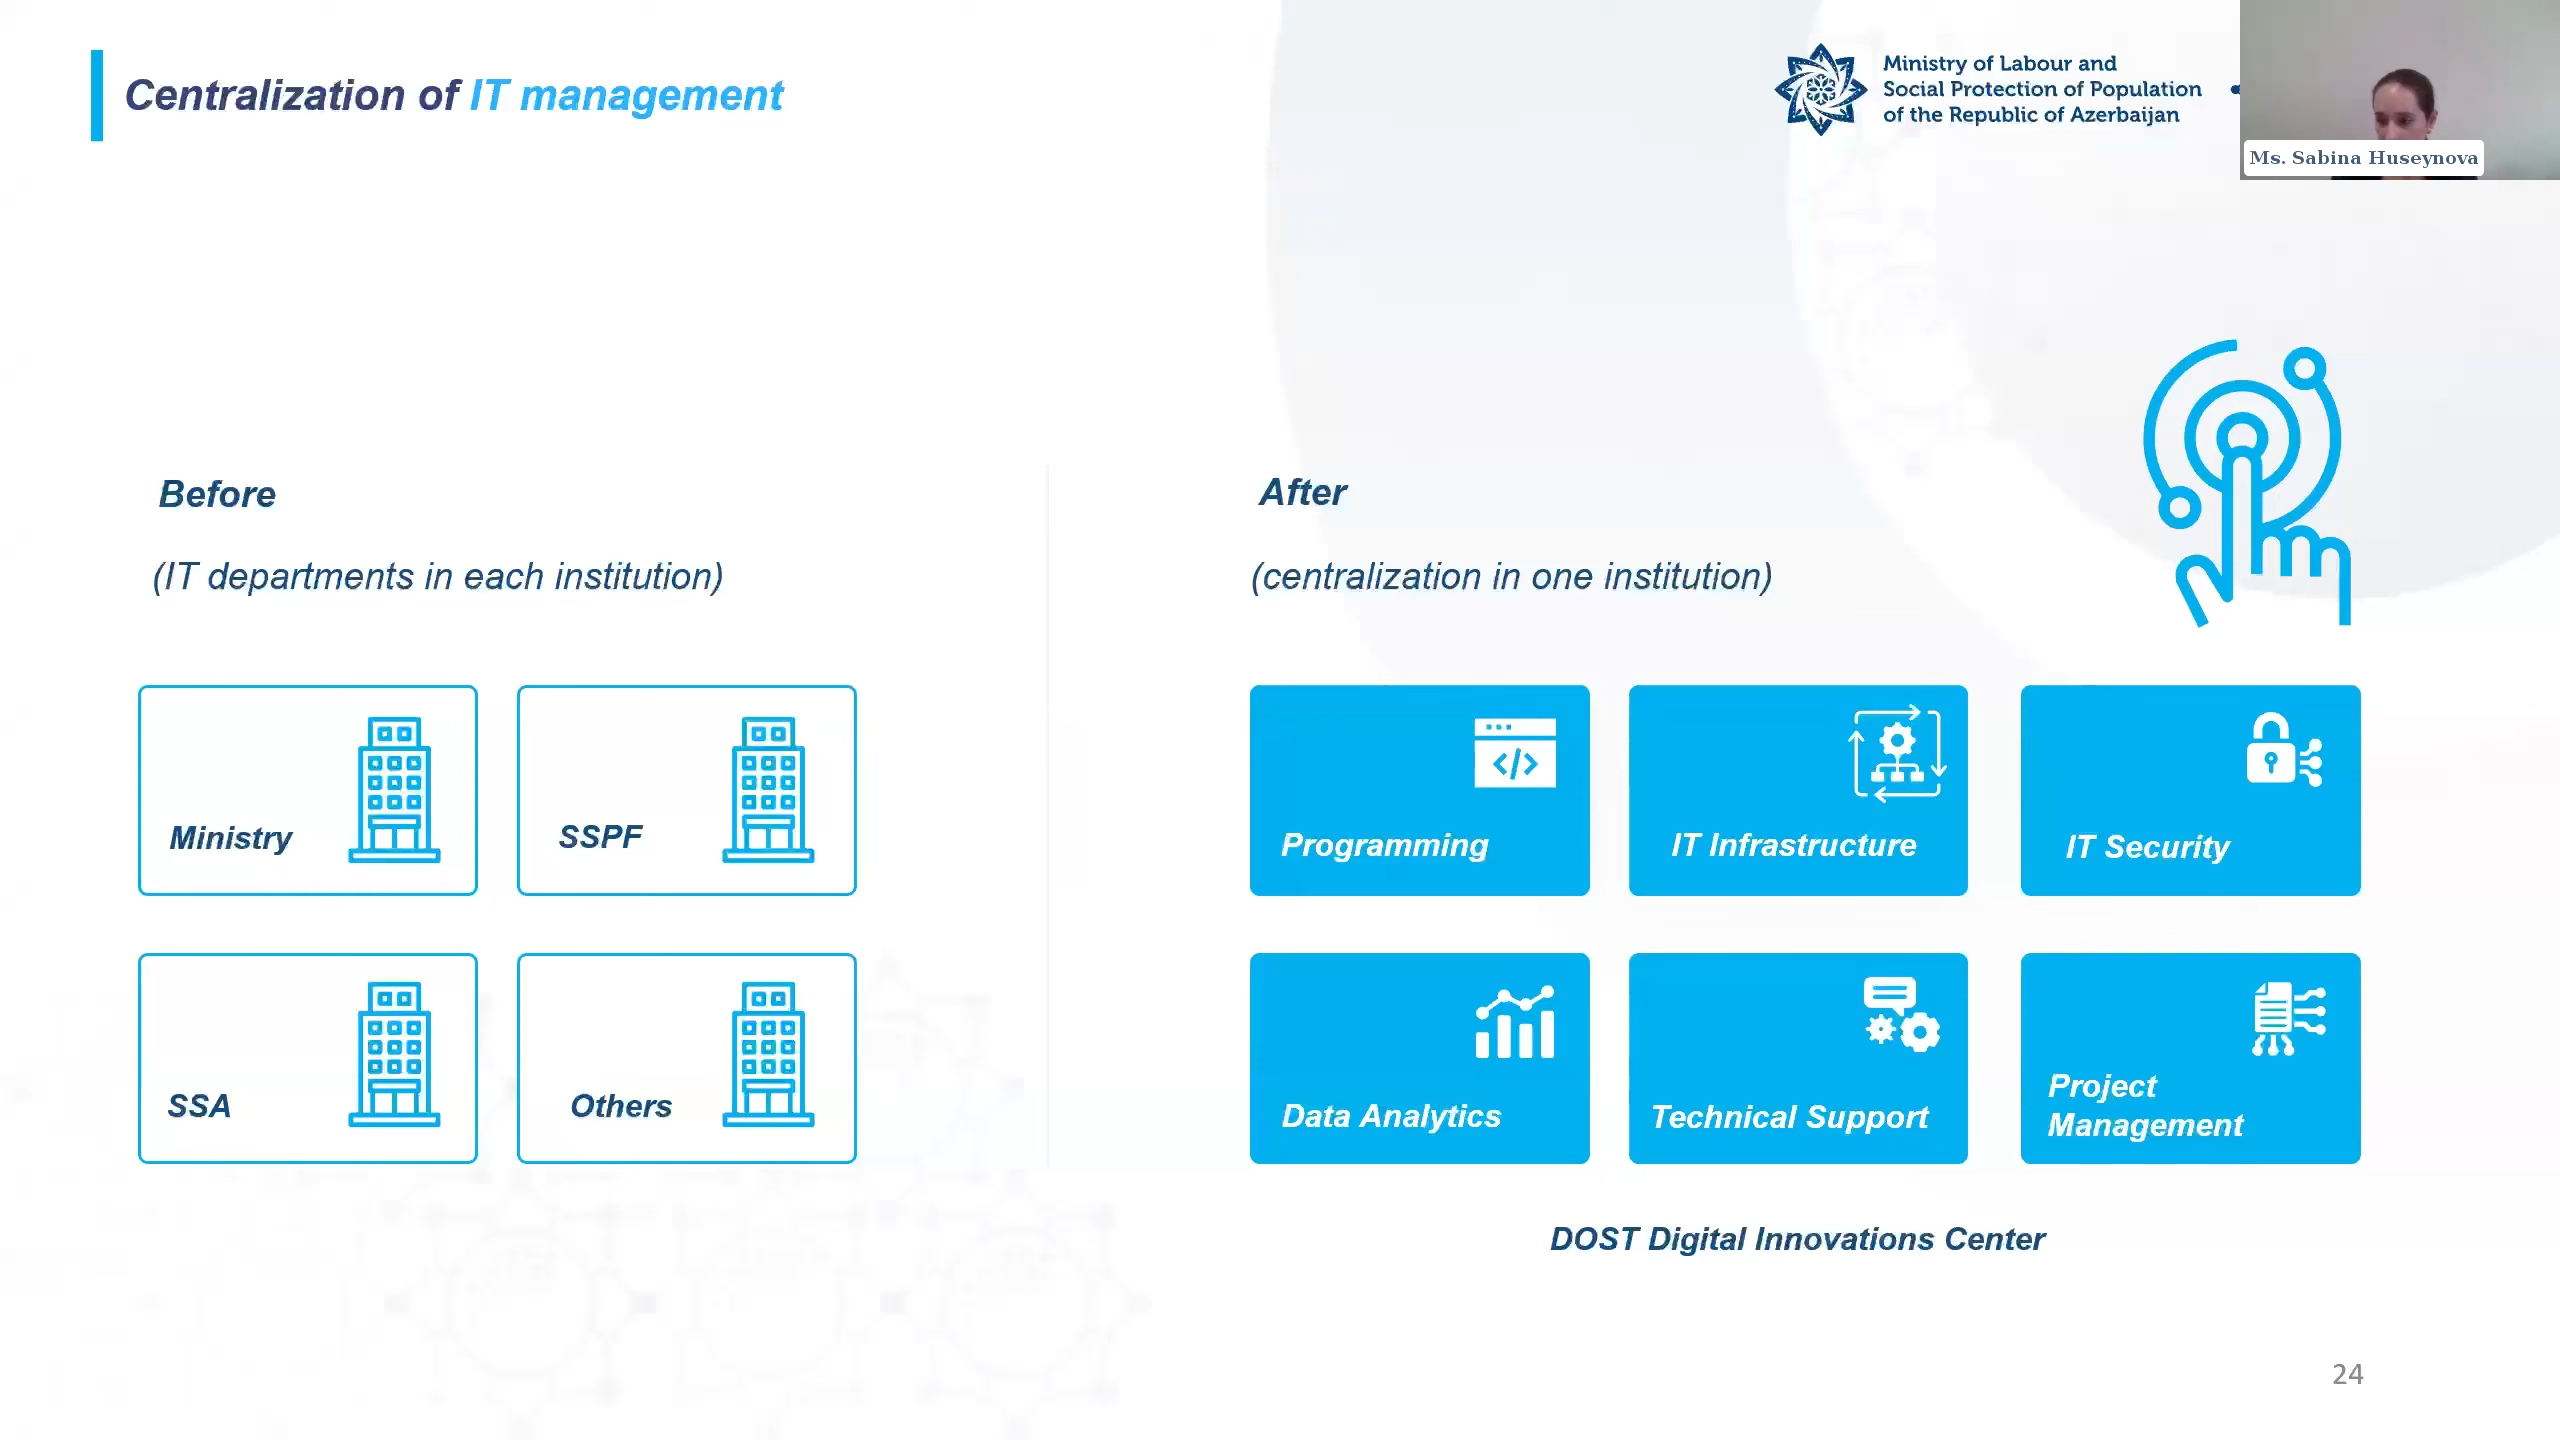 Centralization of IT management
Ministry of Labour and
Social Protection of Population
of the Republic of Azerbaijan
Ms. Sabina Huseynova
Before
(IT departments in each institution)
Ministry
SSPF
SSA
Others
After
(centralization in one institution)
Programming
IT Infrastructure
IT Security
Data Analytics
Technical Support
Project
Management
DOST Digital Innovations Center
24